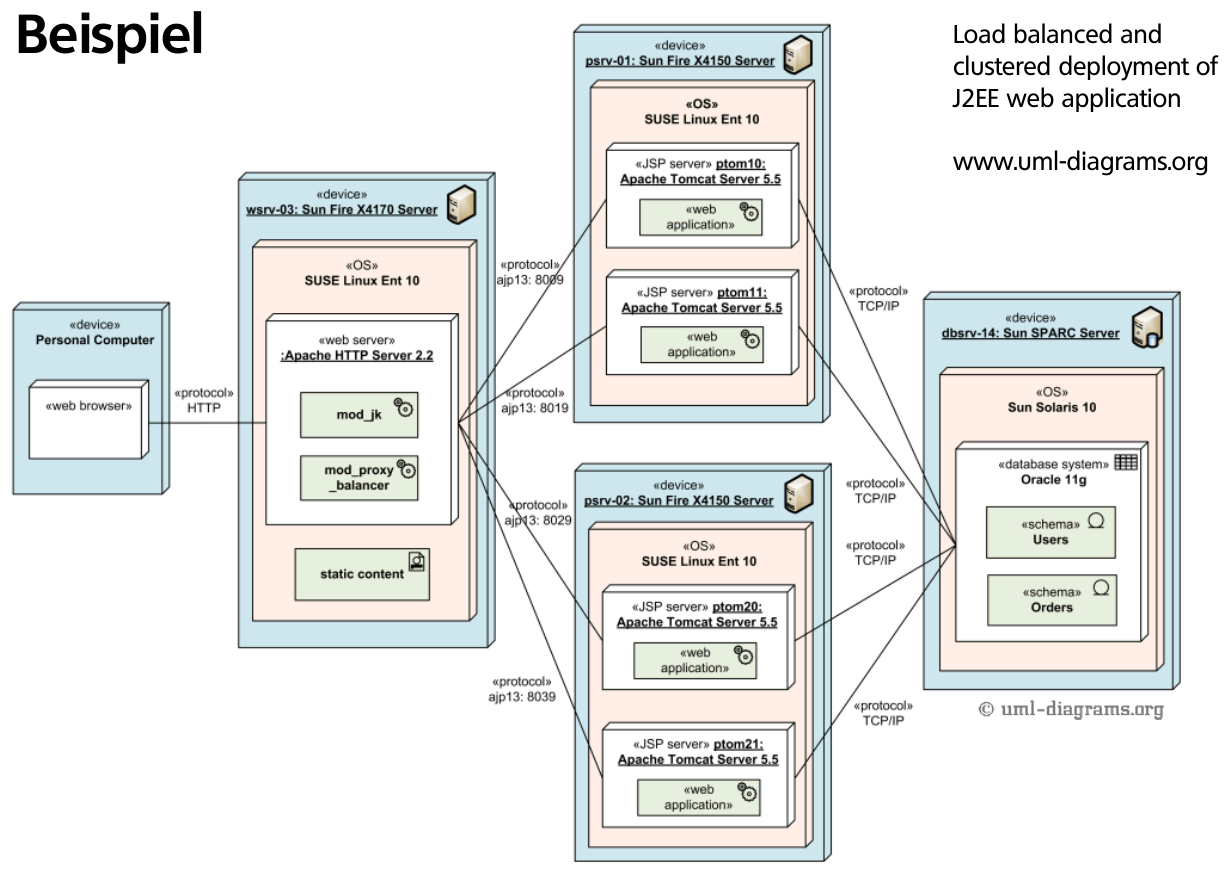 Beispiel
Load balanced and
clustered deployment of
J2EE web application
www.uml-diagrams.org
«device»
Personal Computer
«web browser»
«protocol»
HTTP
«device»
wsrv-03: Sun Fire X4170 Server
«OS»
SUSE Linux Ent 10
«web server»
:Apache HTTP Server 2.2
mod_jk
mod_proxy
_balancer
static content
«protocol»
ajp13: 8009
«protocol»
ajp13: 8019
«protocol»
ajp13: 8029
«protocol»
ajp13: 8039
«device»
psrv-01: Sun Fire X4150 Server
«OS»
SUSE Linux Ent 10
«JSP server» ptom10:
Apache Tomcat Server 5.5
«web
application»
«JSP server» ptom11:
Apache Tomcat Server 5.5
«web
application»
«device»
psrv-02: Sun Fire X4150 Server
«OS»
SUSE Linux Ent 10
«JSP server» ptom20:
Apache Tomcat Server 5.5
«web
application»
«JSP server» ptom21:
Apache Tomcat Server 5.5
«web
application»
«protocol»
TCP/IP
«protocol»
TCP/IP
«protocol»
TCP/IP
«protocol»
TCP/IP
«device»
dbsrv-14: Sun SPARC Server
«OS»
Sun Solaris 10
«database system»
Oracle 11g
«schema»
Users
«schema»
Orders
© uml-diagrams.org